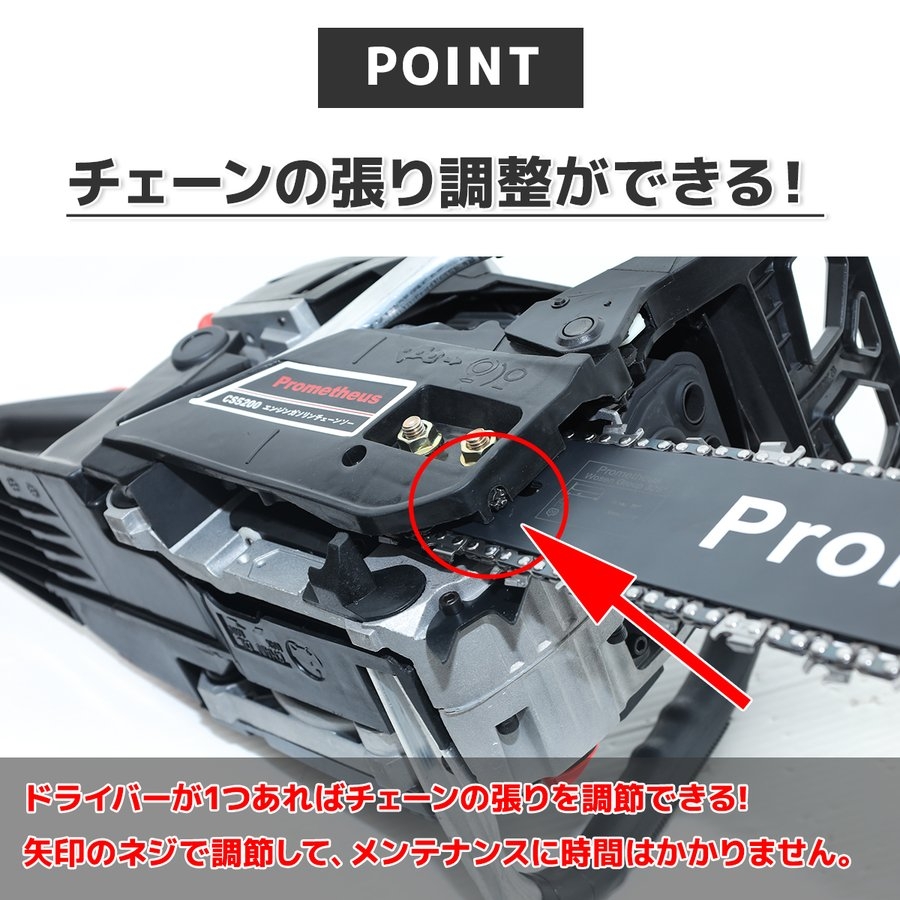 POINT
チェーンの張り調整ができる!
Prometheus
CS5200 エンジンガソリンチェーンソー
Prometheus
Pro
ドライバーが1つあればチェーンの張りを調節できる!
矢印のネジで調節して、メンテナンスに時間はかかりません。